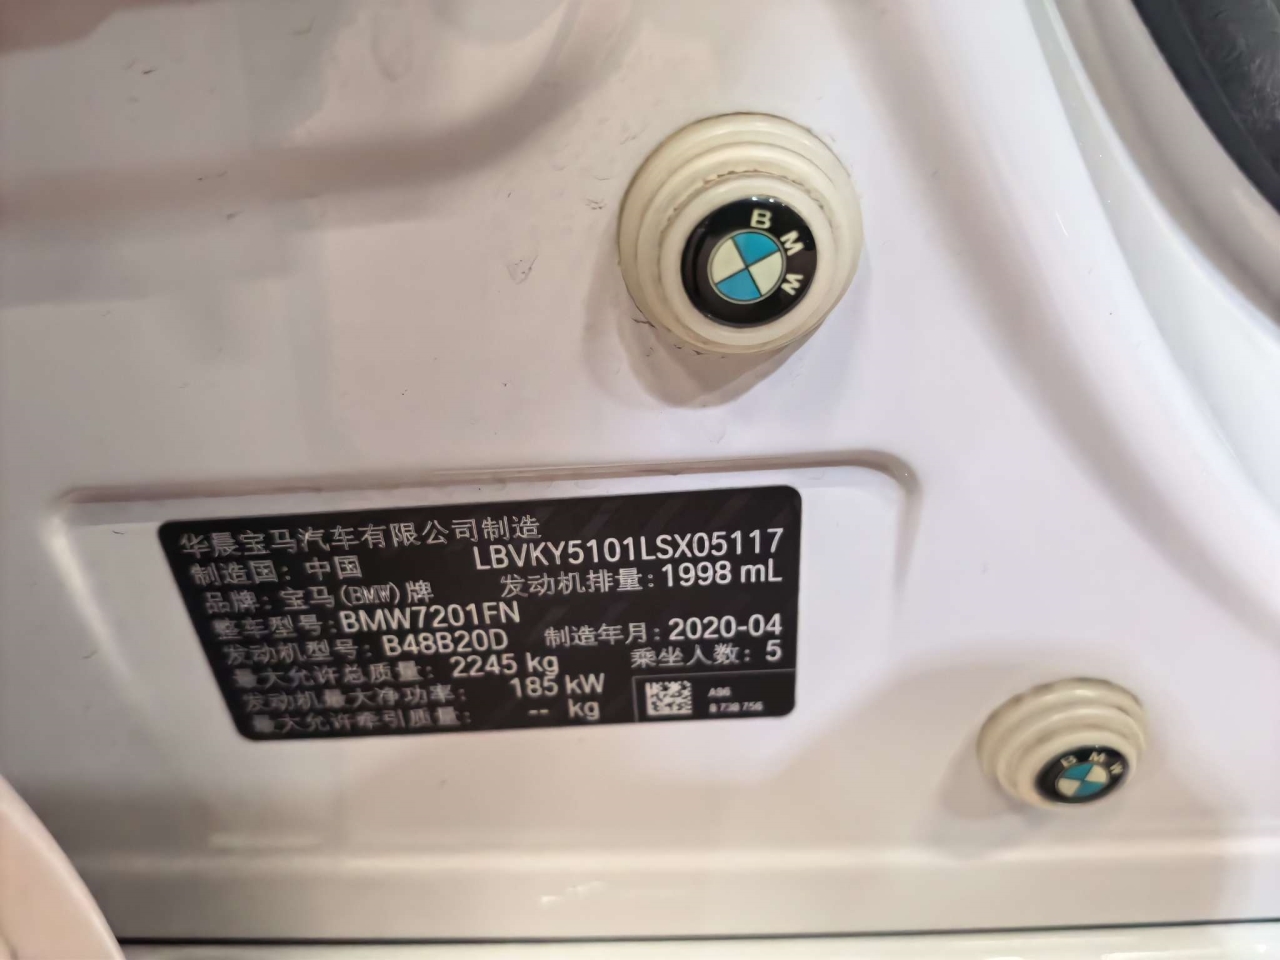 BMW
华晨宝马汽车有限公司制造
LBVKY5101LSX05117
制造国：中国
发动机排量：1998 mL
品牌：宝马(BMW)牌
整车型号：BMW7201FN
制造年月：2020-04
发动机型号：B48B20D
乘坐人数：5
最大允许总质量：2245 kg
发动机最大净功率：185 kW
最大允许牵引质量：-- kg
A96
8 738 756
BMW